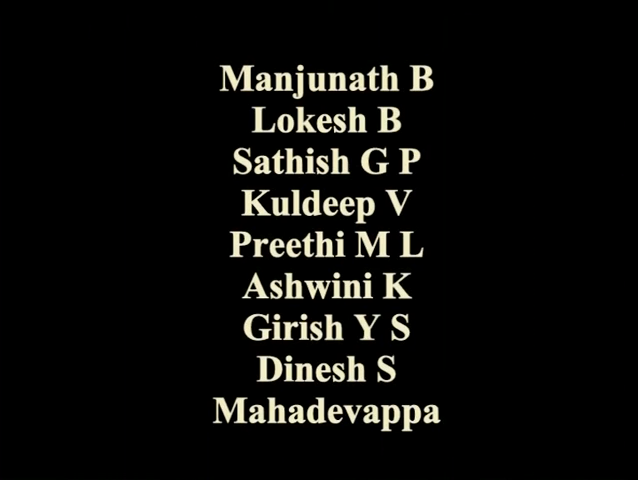 Manjunath B
Lokesh B
Sathish G P
Kuldeep V
Preethi M L
Ashwini K
Girish Y S
Dinesh S
Mahadevappa